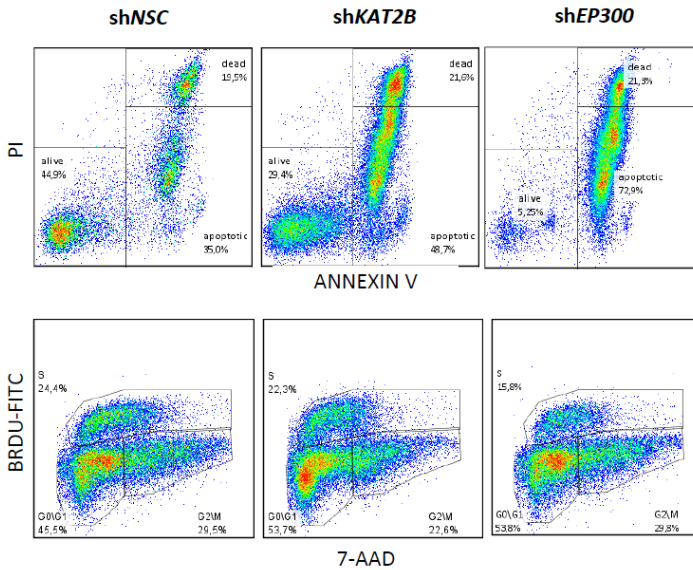 shNSC shKAT2B shEP300
PI
dead
19,5%
alive
44,9%
apoptotic
35,0%
dead
21,6%
alive
29,4%
apoptotic
48,7%
dead
21,3%
apoptotic
72,9%
alive
5,25%
ANNEXIN V
BRDU-FITC
S
24,4%
G0\G1
45,5%
G2\M
29,5%
S
22,3%
G0\G1
53,7%
G2\M
22,6%
S
15,8%
G0\G1
53,8%
G2\M
29,8%
7-AAD